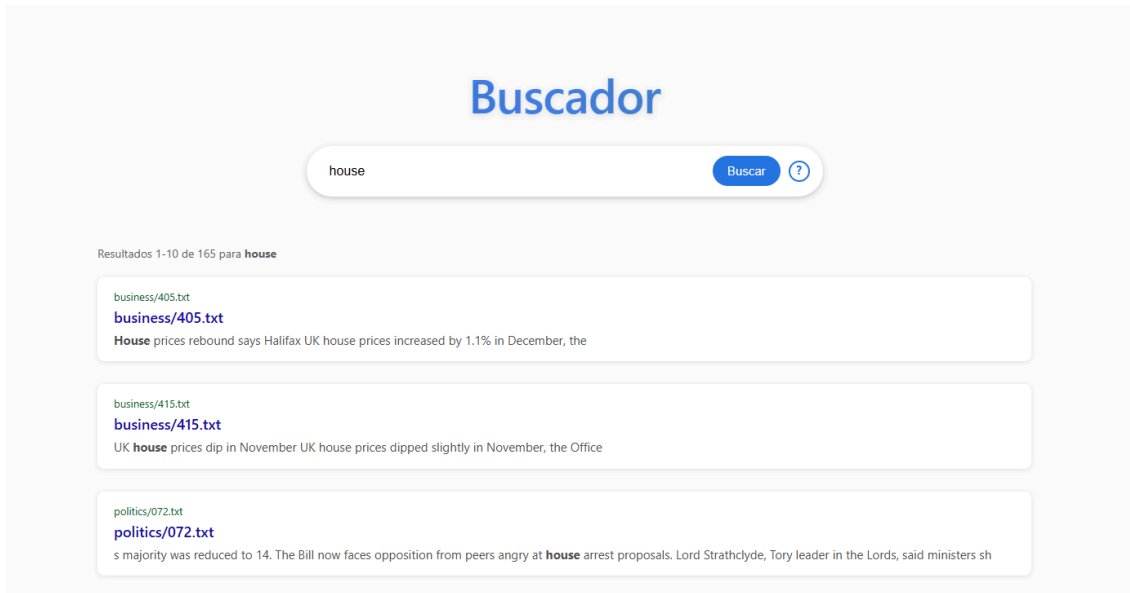 Buscador
house
Buscar
?
Resultados 1-10 de 165 para house
business/405.txt
business/405.txt
House prices rebound says Halifax UK house prices increased by 1.1% in December, the
business/415.txt
business/415.txt
UK house prices dip in November UK house prices dipped slightly in November, the Office
politics/072.txt
politics/072.txt
s majority was reduced to 14. The Bill now faces opposition from peers angry at house arrest proposals. Lord Strathclyde, Tory leader in the Lords, said ministers sh